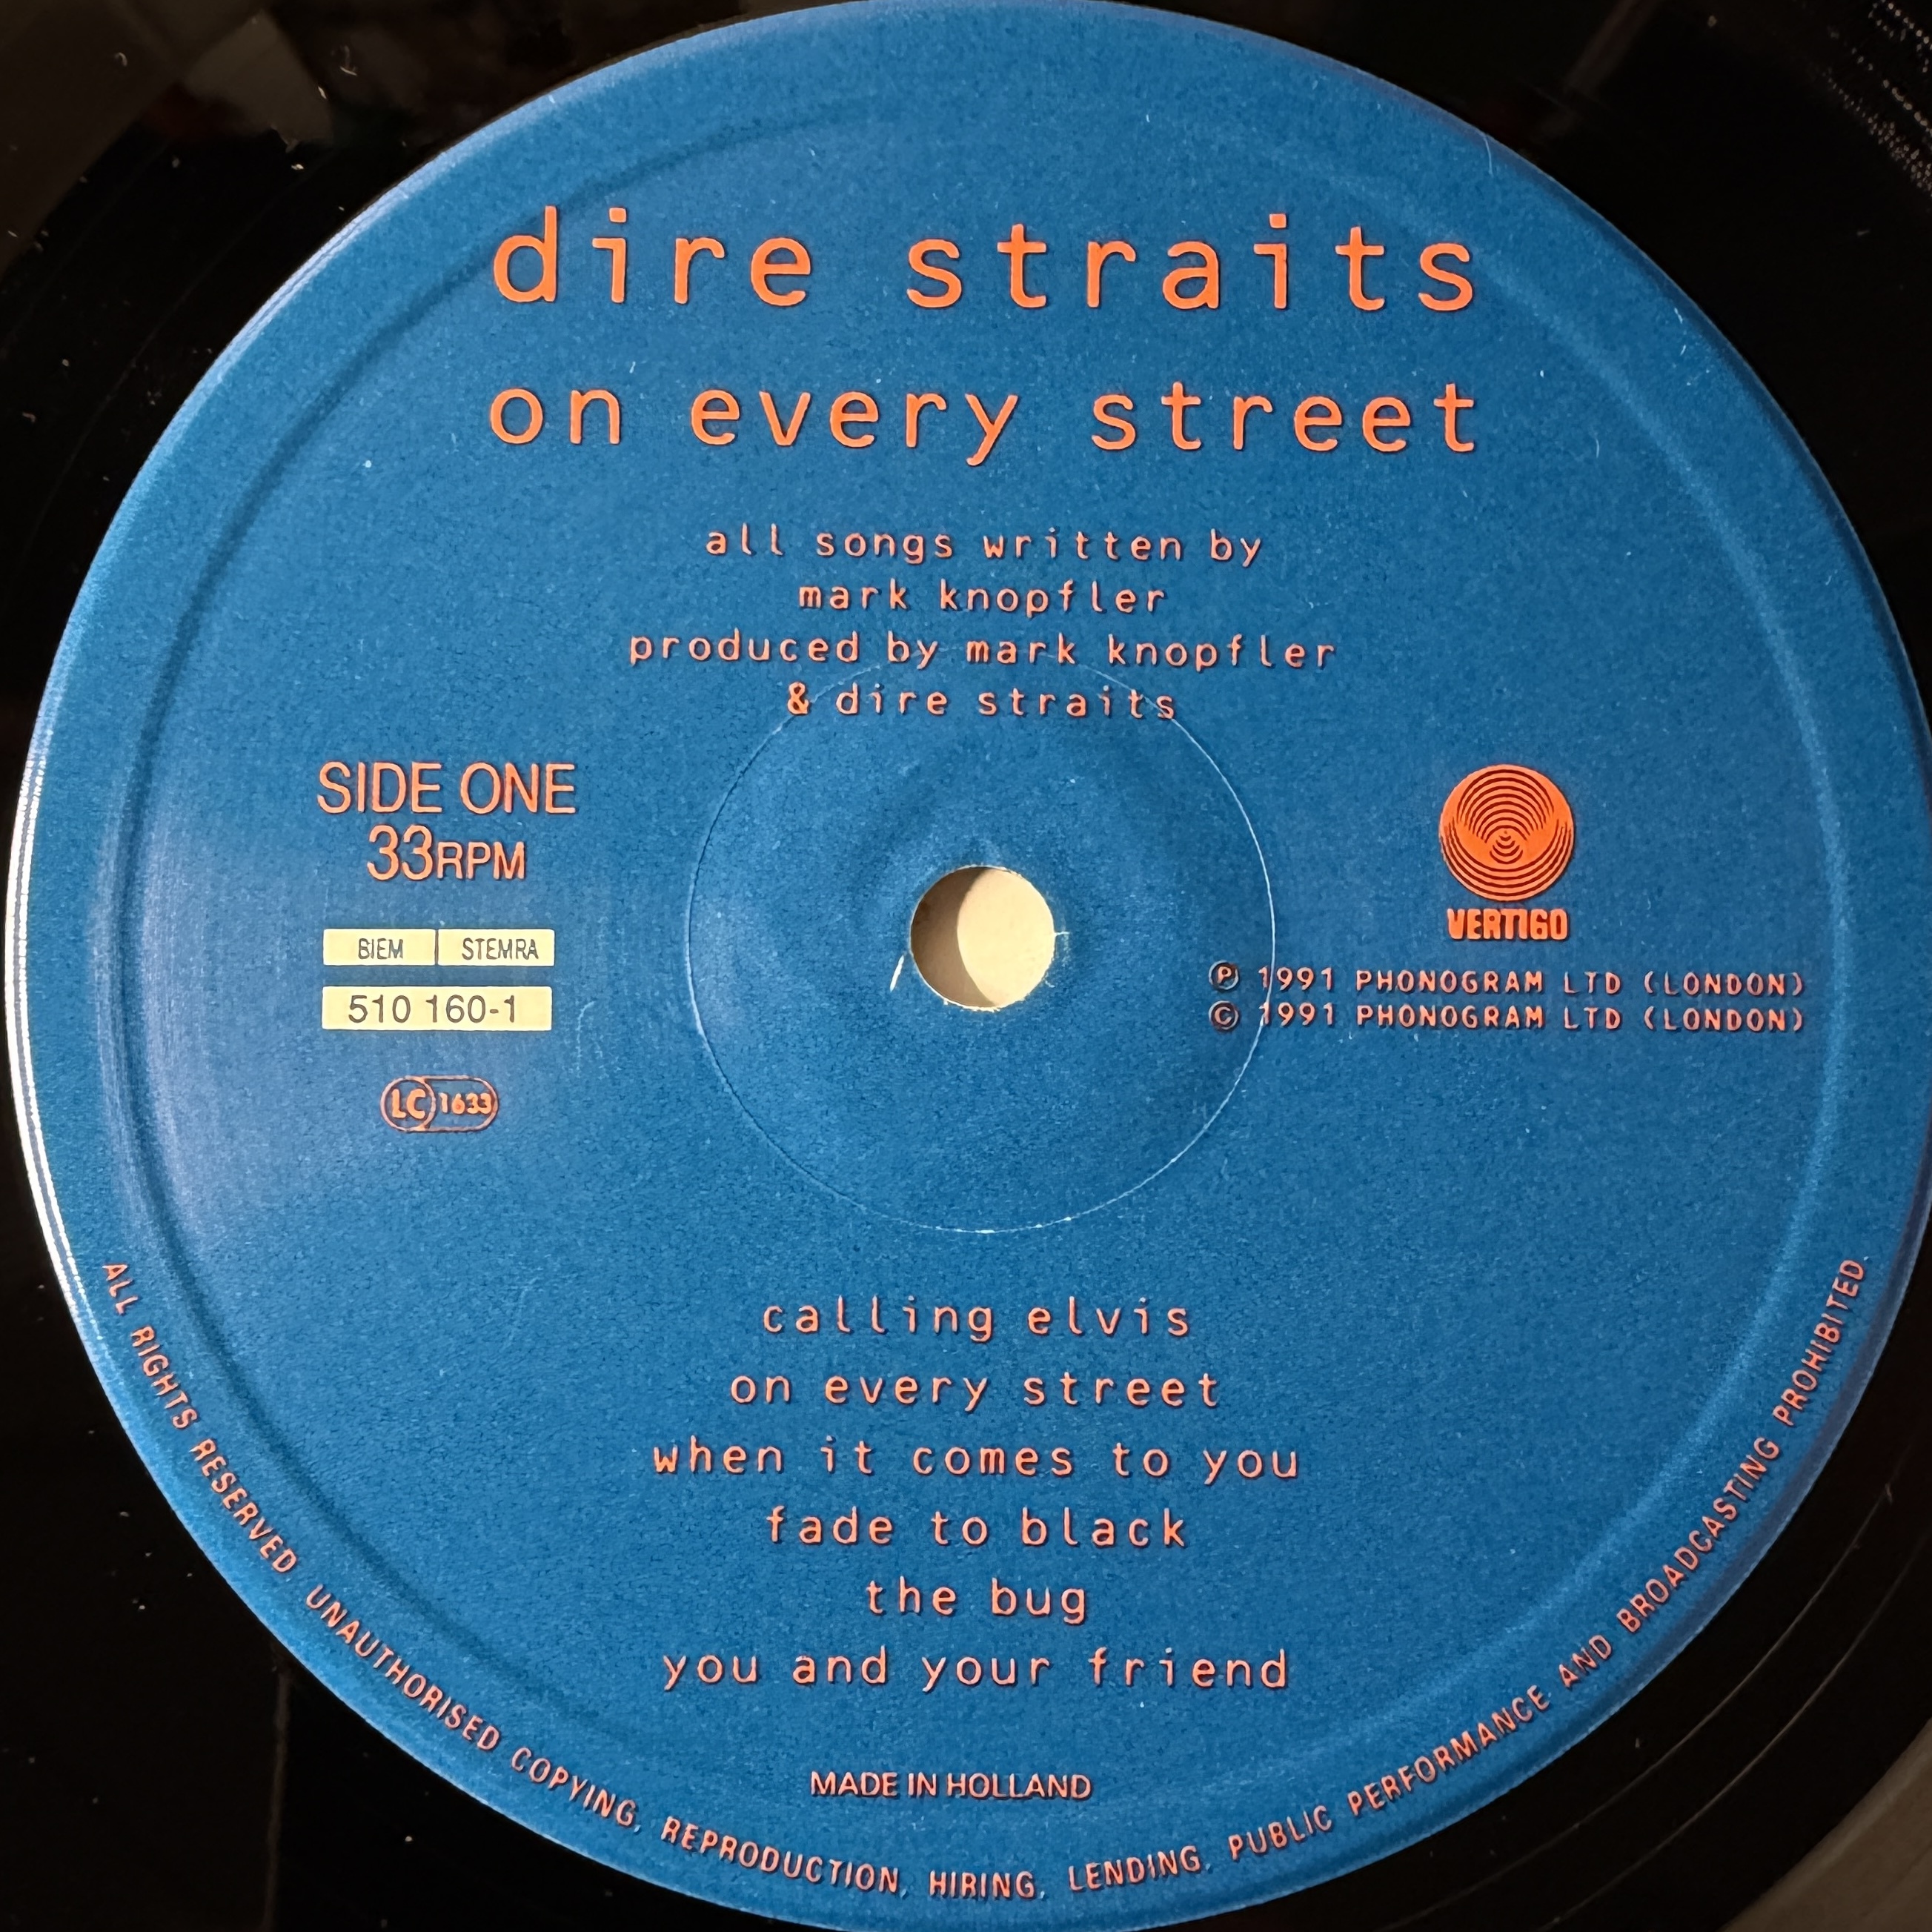 dire straits
on every street
all songs written by
mark knopfler
produced by mark knopfler
& dire straits
SIDE ONE
33RPM
BIEM STEMRA
510 160-1
LC 1633
VERTIGO
℗ 1991 PHONOGRAM LTD (LONDON)
© 1991 PHONOGRAM LTD (LONDON)
calling elvis
on every street
when it comes to you
fade to black
the bug
you and your friend
MADE IN HOLLAND
ALL RIGHTS RESERVED. UNAUTHORISED COPYING, REPRODUCTION, HIRING, LENDING, PUBLIC PERFORMANCE AND BROADCASTING PROHIBITED.